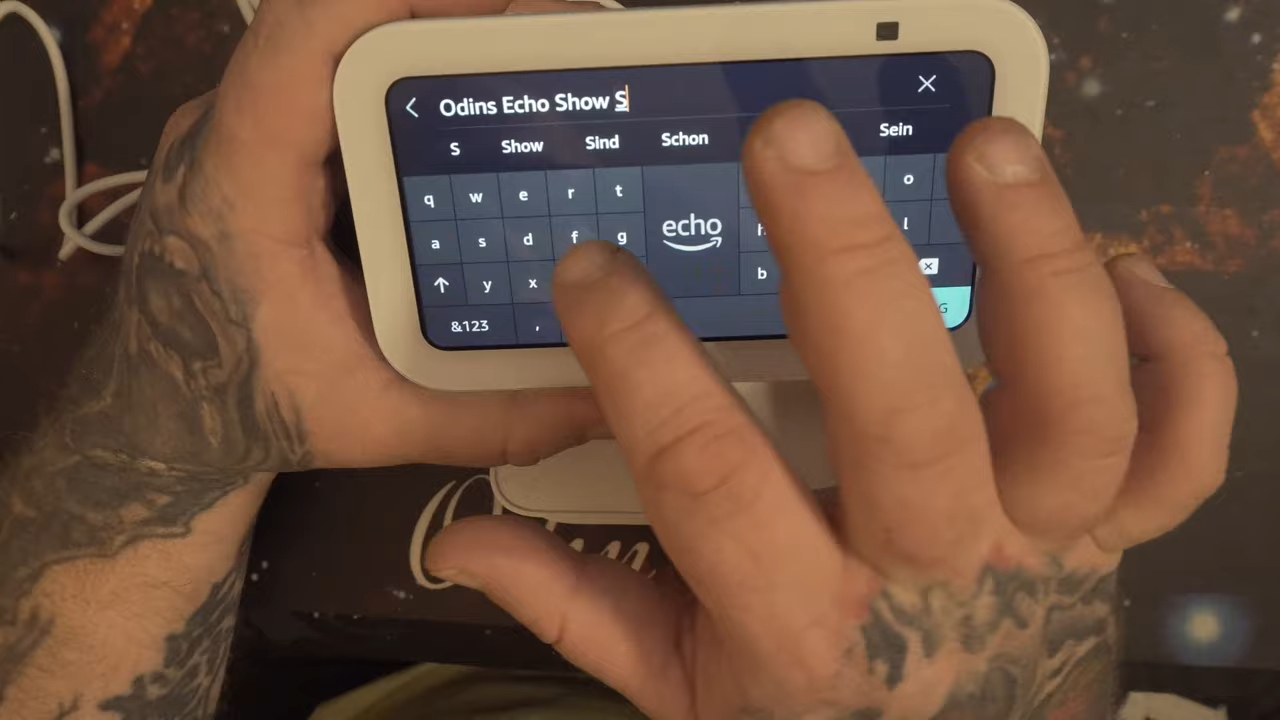 Odins Echo Show S
S Show Sind Schon Sein
q w e r t o
a s d f g l
echo
y x b
&123 , G